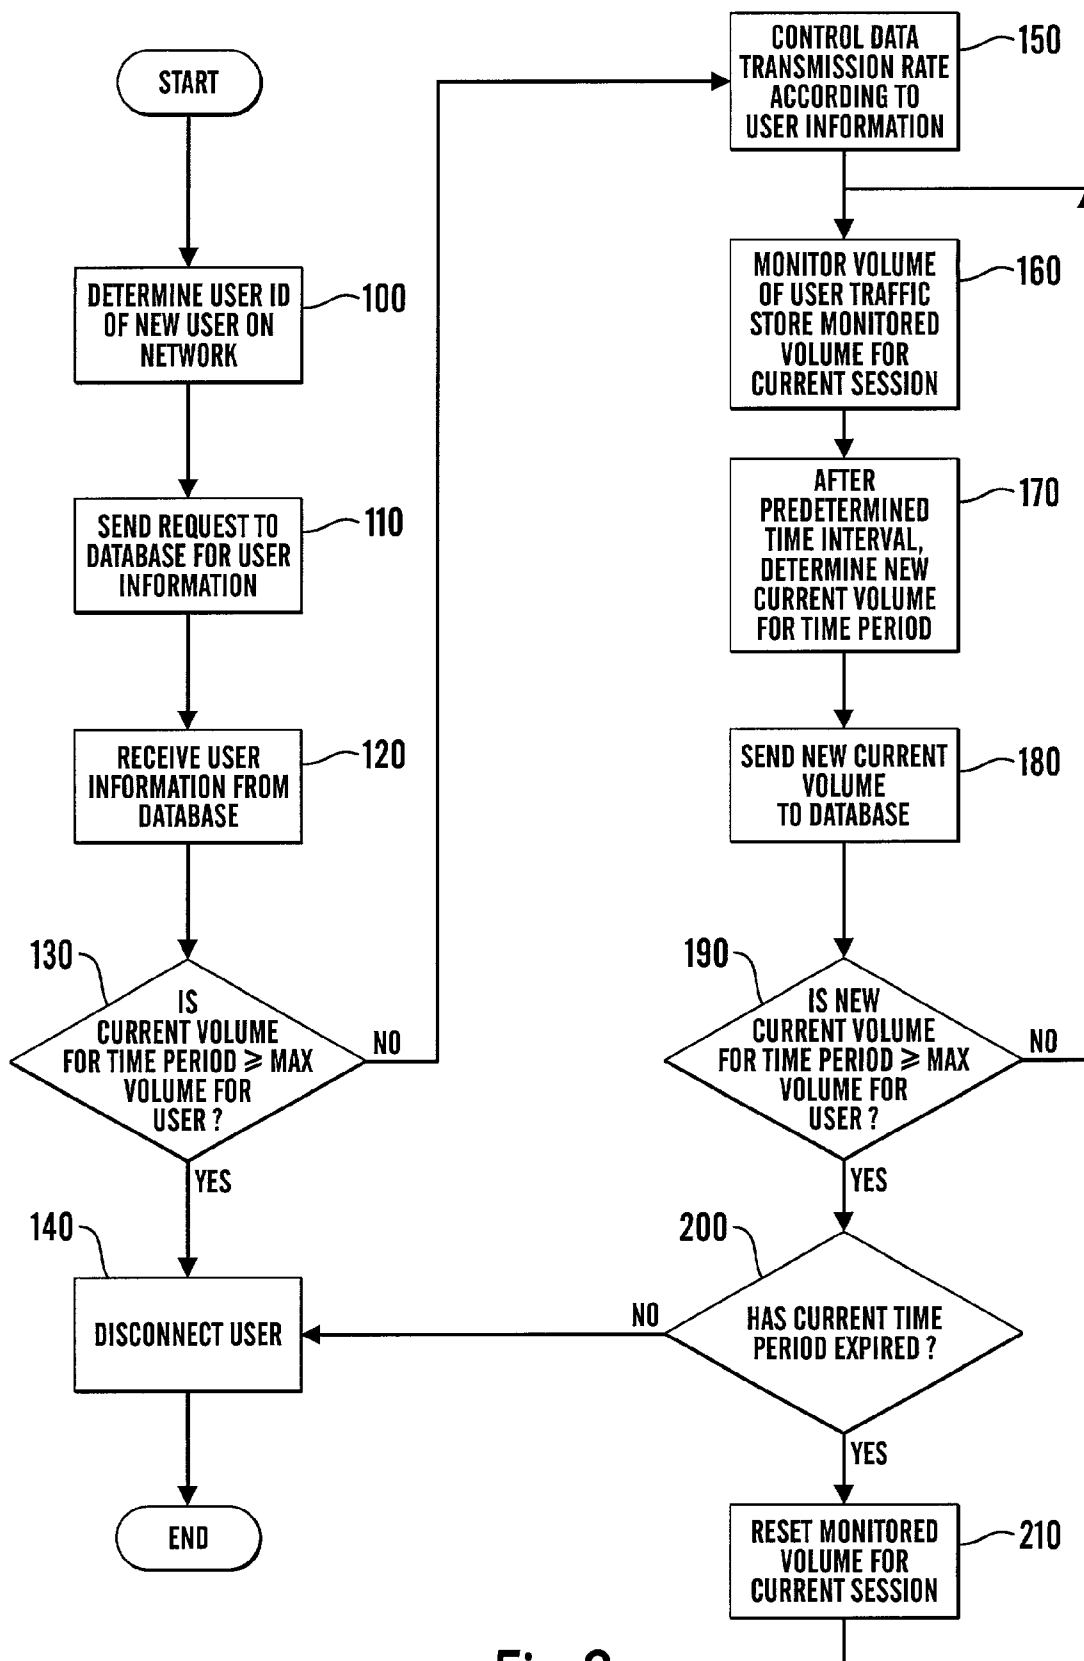 START
DETERMINE USER ID
OF NEW USER ON
NETWORK
100
SEND REQUEST TO
DATABASE FOR USER
INFORMATION
110
RECEIVE USER
INFORMATION FROM
DATABASE
120
130
IS
CURRENT VOLUME
FOR TIME PERIOD ⩾ MAX
VOLUME FOR
USER ?
NO
YES
140
DISCONNECT USER
END
CONTROL DATA
TRANSMISSION RATE
ACCORDING TO
USER INFORMATION
150
MONITOR VOLUME
OF USER TRAFFIC
STORE MONITORED
VOLUME FOR
CURRENT SESSION
160
AFTER
PREDETERMINED
TIME INTERVAL,
DETERMINE NEW
CURRENT VOLUME
FOR TIME PERIOD
170
SEND NEW CURRENT
VOLUME
TO DATABASE
180
190
IS NEW
CURRENT VOLUME
FOR TIME PERIOD ⩾ MAX
VOLUME FOR
USER ?
NO
YES
200
HAS CURRENT TIME
PERIOD EXPIRED ?
NO
YES
RESET MONITORED
VOLUME FOR
CURRENT SESSION
210